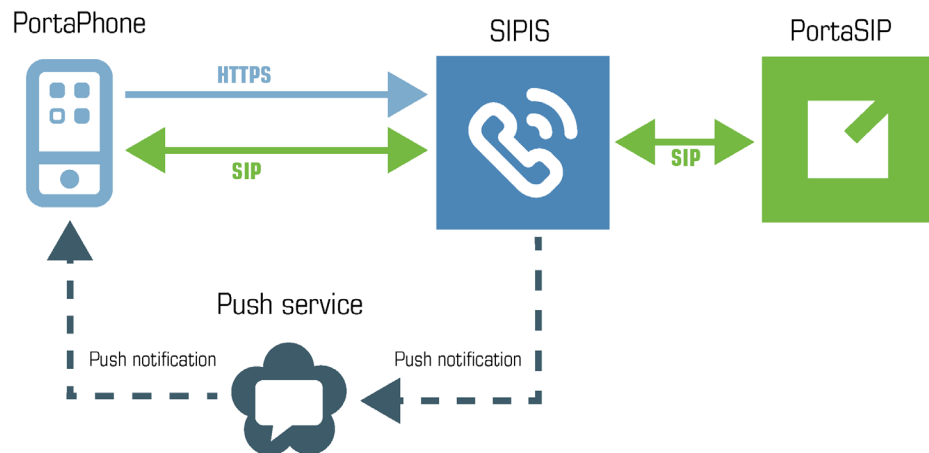 PortaPhone
SIPIS
PortaSIP
HTTPS
SIP
SIP
Push service
Push notification
Push notification